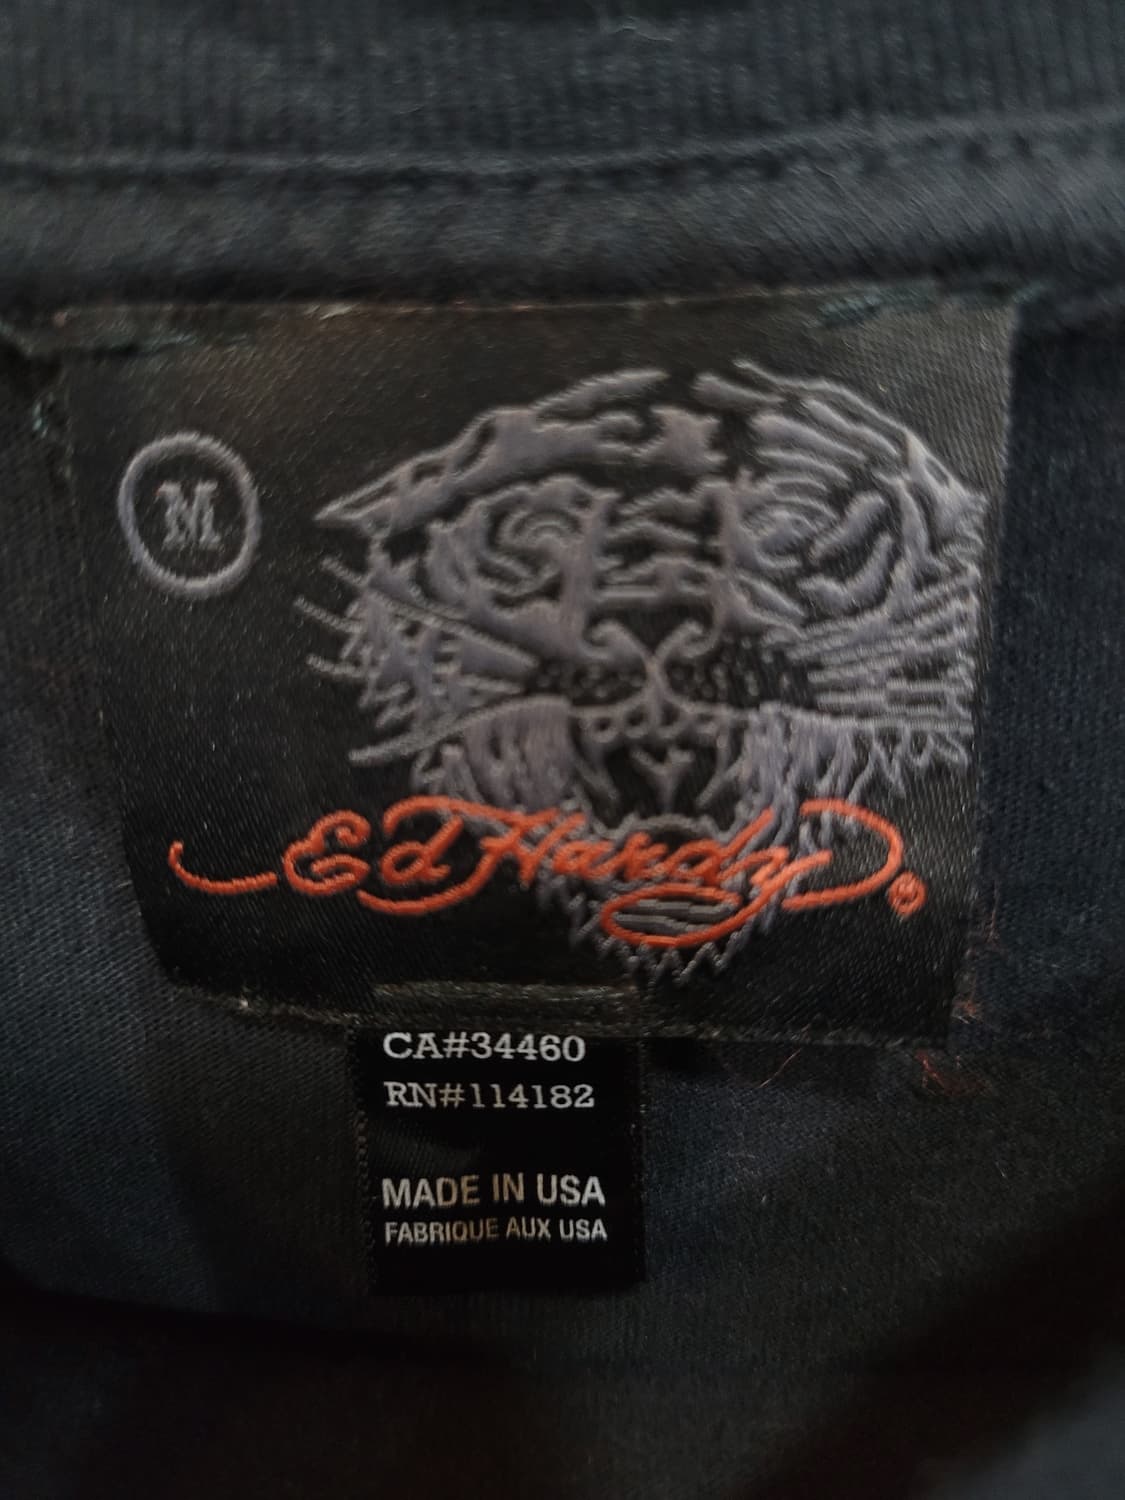 M
Ed Hardy®
CA#34460
RN#114182
MADE IN USA
FABRIQUE AUX USA